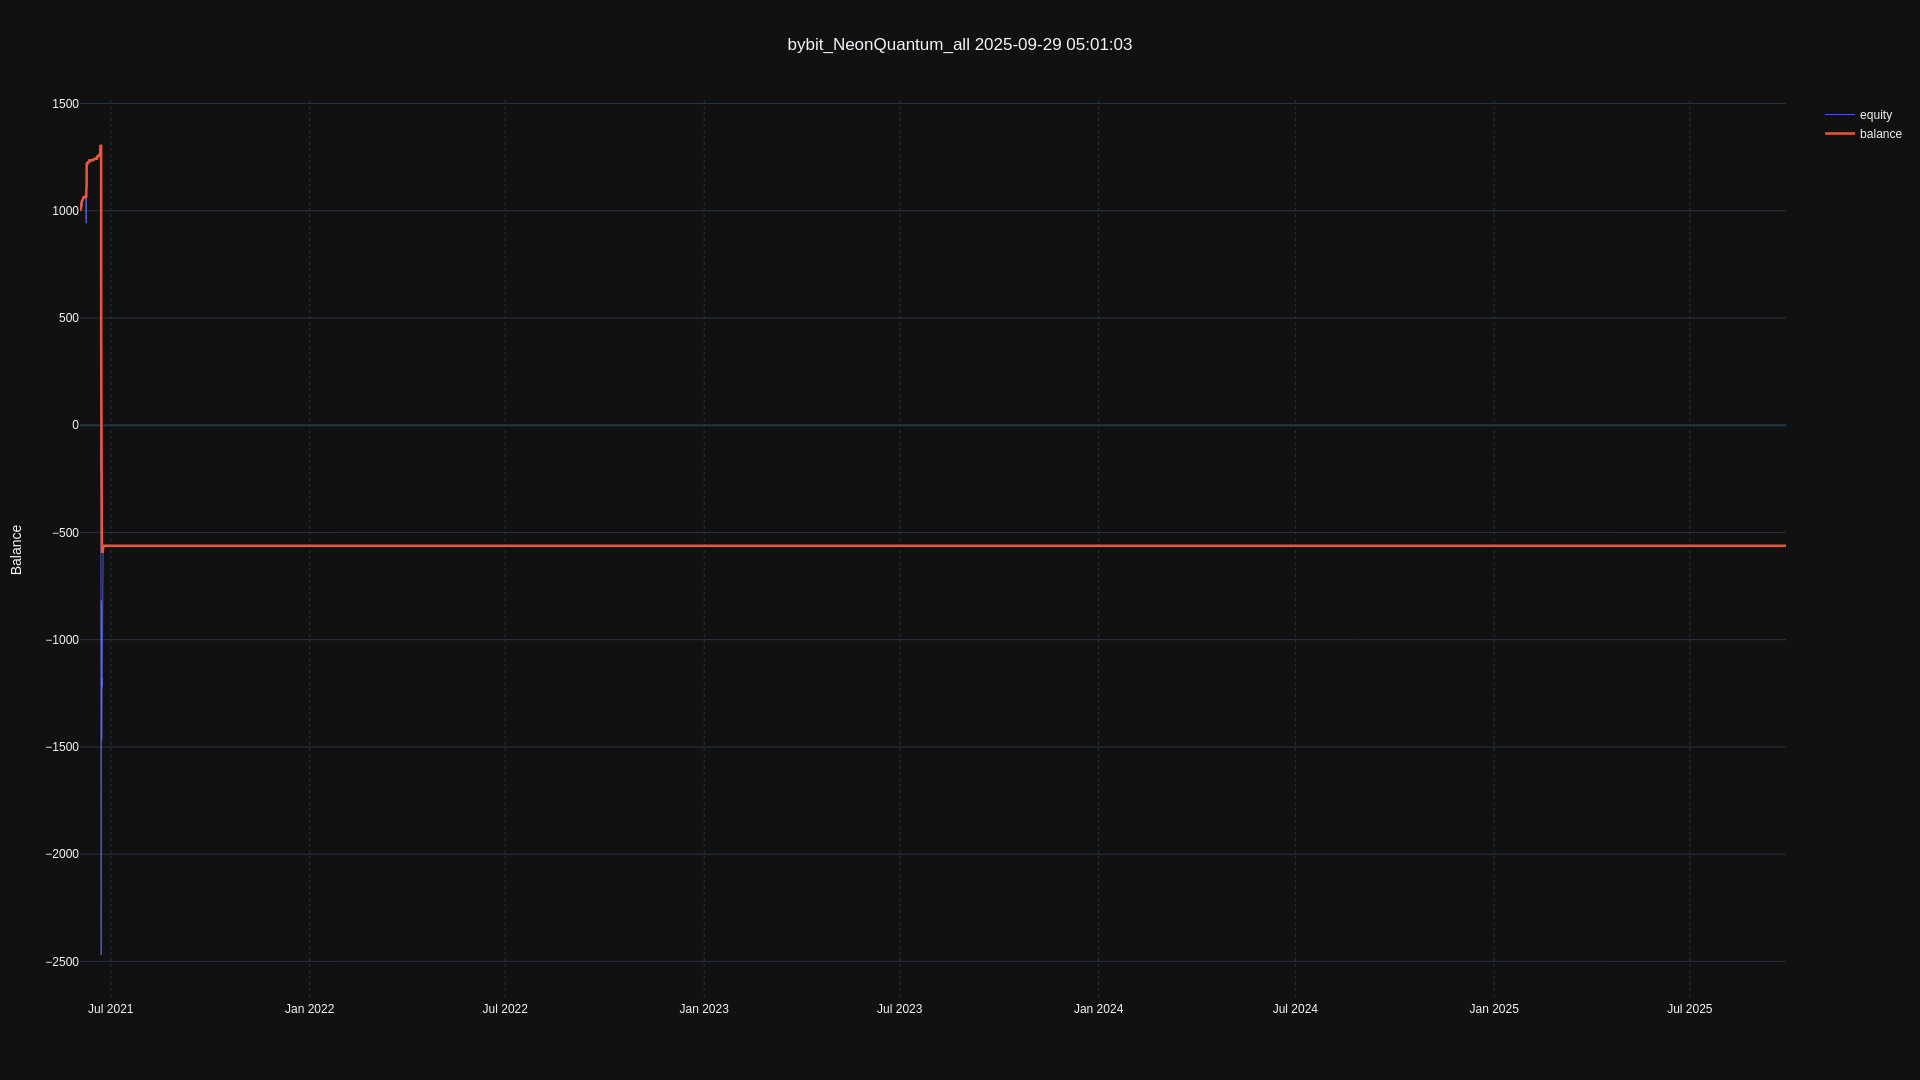 bybit_NeonQuantum_all 2025-09-29 05:01:03
equity
balance
1500
1000
500
0
−500
−1000
−1500
−2000
−2500
Balance
Jul 2021
Jan 2022
Jul 2022
Jan 2023
Jul 2023
Jan 2024
Jul 2024
Jan 2025
Jul 2025